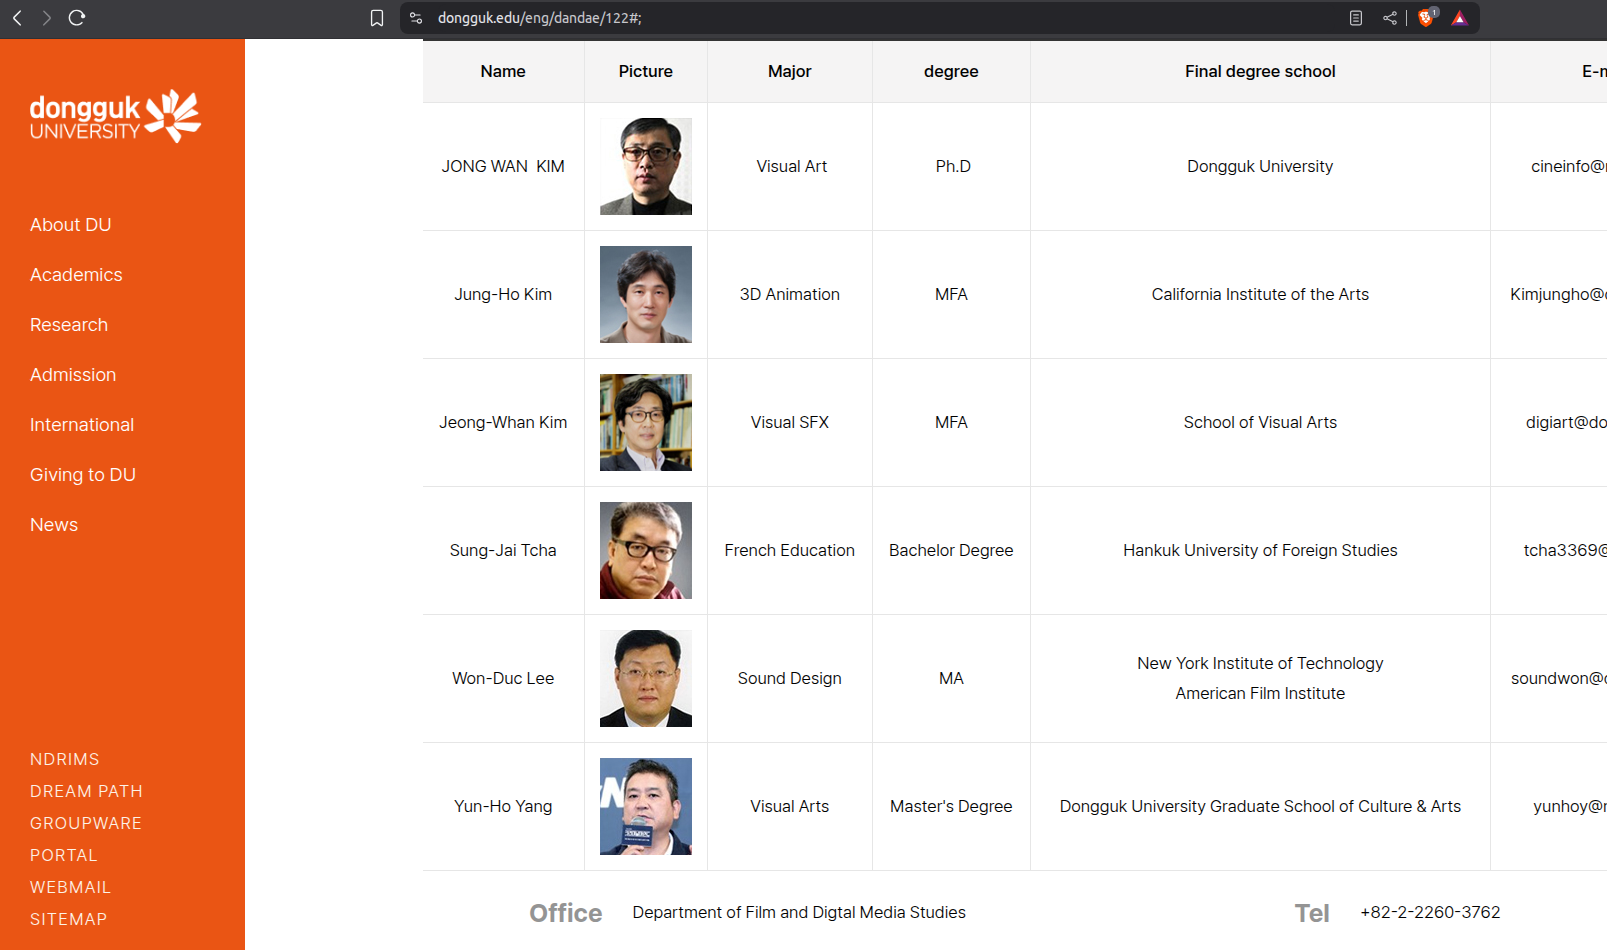 dongguk.edu/eng/dandae/122#;
1
dongguk
UNIVERSITY
About DU
Academics
Research
Admission
International
Giving to DU
News
NDRIMS
DREAM PATH
GROUPWARE
PORTAL
WEBMAIL
SITEMAP
Name Picture Major degree Final degree school E-m
JONG WAN KIM Visual Art Ph.D Dongguk University cineinfo@
Jung-Ho Kim 3D Animation MFA California Institute of the Arts Kimjungho@
Jeong-Whan Kim Visual SFX MFA School of Visual Arts digiart@do
Sung-Jai Tcha French Education Bachelor Degree Hankuk University of Foreign Studies tcha3369@
Won-Duc Lee Sound Design MA New York Institute of Technology soundwon@
American Film Institute
Yun-Ho Yang Visual Arts Master's Degree Dongguk University Graduate School of Culture & Arts yunhoy@
Office Department of Film and Digtal Media Studies Tel +82-2-2260-3762